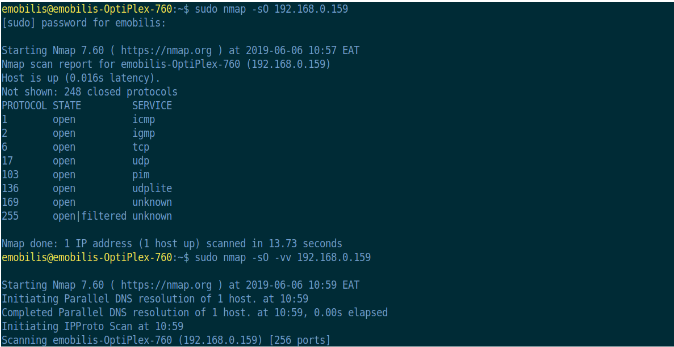 emobilis@emobilis-OptiPlex-760:~$ sudo nmap -sO 192.168.0.159
[sudo] password for emobilis:
Starting Nmap 7.60 ( https://nmap.org ) at 2019-06-06 10:57 EAT
Nmap scan report for emobilis-OptiPlex-760 (192.168.0.159)
Host is up (0.016s latency).
Not shown: 248 closed protocols
PROTOCOL STATE         SERVICE
1        open          icmp
2        open          igmp
6        open          tcp
17       open          udp
103      open          pim
136      open          udplite
169      open          unknown
255      open|filtered unknown
Nmap done: 1 IP address (1 host up) scanned in 13.73 seconds
emobilis@emobilis-OptiPlex-760:~$ sudo nmap -sO -vv 192.168.0.159
Starting Nmap 7.60 ( https://nmap.org ) at 2019-06-06 10:59 EAT
Initiating Parallel DNS resolution of 1 host. at 10:59
Completed Parallel DNS resolution of 1 host. at 10:59, 0.00s elapsed
Initiating IPProto Scan at 10:59
Scanning emobilis-OptiPlex-760 (192.168.0.159) [256 ports]